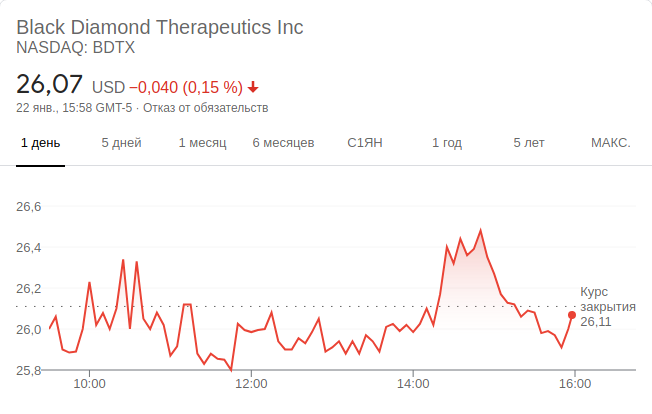 Black Diamond Therapeutics Inc
NASDAQ: BDTX
26,07 USD −0,040 (0,15 %)
22 янв., 15:58 GMT-5 · Отказ от обязательств
1 день 5 дней 1 месяц 6 месяцев С1ЯН 1 год 5 лет МАКС.
26,6
26,4
26,2
26,0
25,8
Курс
закрытия
26,11
10:00 12:00 14:00 16:00